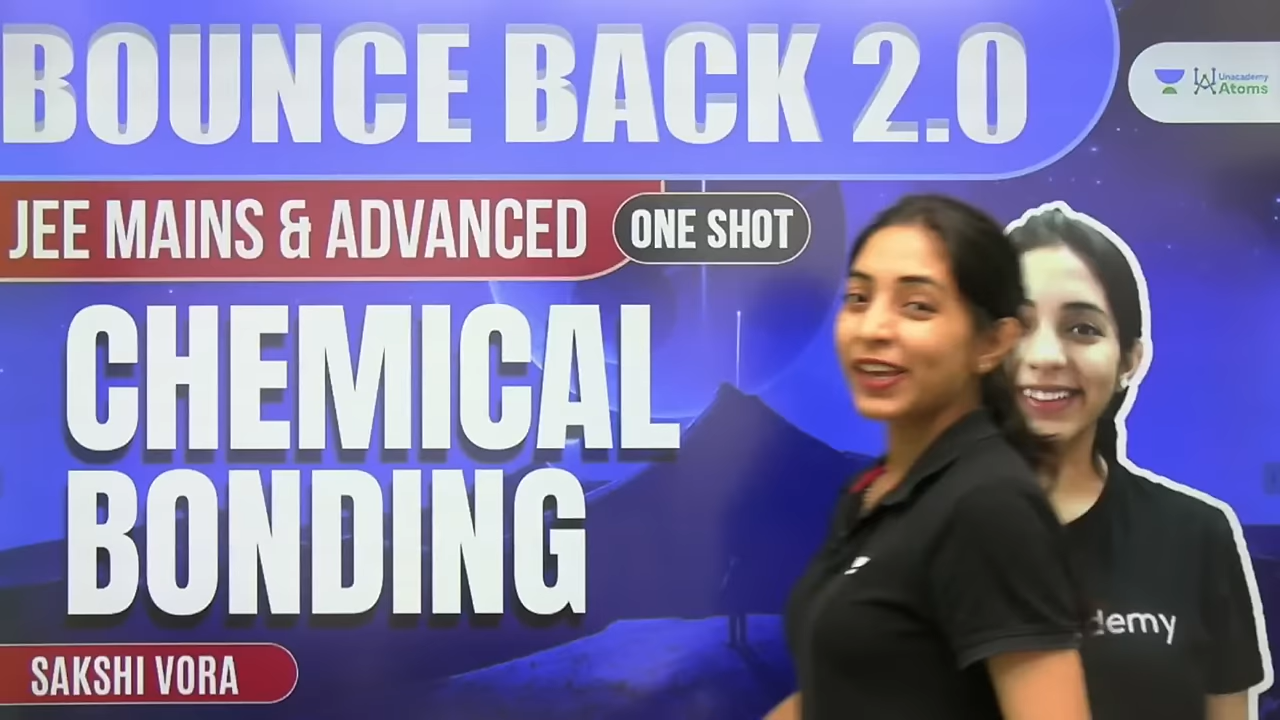 BOUNCE BACK 2.0
Unacademy
Atoms
JEE MAINS & ADVANCED
ONE SHOT
CHEMICAL
BONDING
demy
SAKSHI VORA